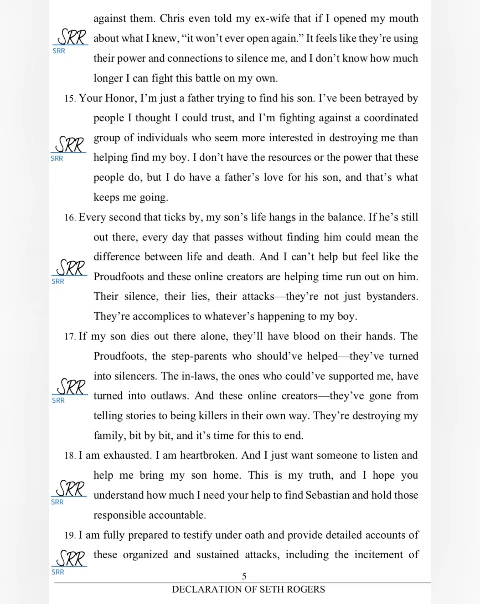 against them. Chris even told my ex-wife that if I opened my mouth
SRR about what I knew, “it won’t ever open again.” It feels like they’re using
SRR their power and connections to silence me, and I don’t know how much
longer I can fight this battle on my own.
15. Your Honor, I’m just a father trying to find his son. I’ve been betrayed by
people I thought I could trust, and I’m fighting against a coordinated
SRR group of individuals who seem more interested in destroying me than
SRR helping find my boy. I don’t have the resources or the power that these
people do, but I do have a father’s love for his son, and that’s what
keeps me going.
16. Every second that ticks by, my son’s life hangs in the balance. If he’s still
out there, every day that passes without finding him could mean the
difference between life and death. And I can’t help but feel like the
SRR Proudfoots and these online creators are helping time run out on him.
SRR
Their silence, their lies, their attacks—they’re not just bystanders.
They’re accomplices to whatever’s happening to my boy.
17. If my son dies out there alone, they’ll have blood on their hands. The
Proudfoots, the step-parents who should’ve helped—they’ve turned
SRR into silencers. The in-laws, the ones who could’ve supported me, have
SRR turned into outlaws. And these online creators—they’ve gone from
telling stories to being killers in their own way. They’re destroying my
family, bit by bit, and it’s time for this to end.
18. I am exhausted. I am heartbroken. And I just want someone to listen and
help me bring my son home. This is my truth, and I hope you
SRR understand how much I need your help to find Sebastian and hold those
SRR
responsible accountable.
19. I am fully prepared to testify under oath and provide detailed accounts of
SRR these organized and sustained attacks, including the incitement of
SRR
5
DECLARATION OF SETH ROGERS